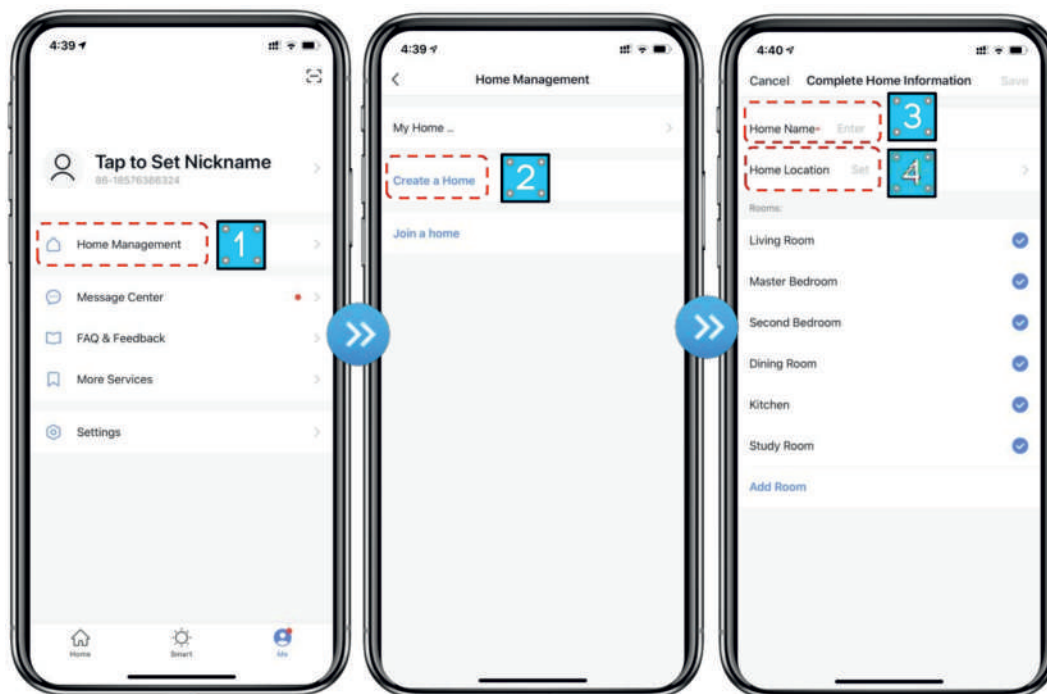 4:39
Tap to Set Nickname
86-18576386324
Home Management
1
Message Center
FAQ & Feedback
More Services
Settings
Home
Smart
Me
4:39
Home Management
My Home ..
Create a Home
2
Join a home
4:40
Cancel Complete Home Information Save
Home Name* Enter
3
Home Location Set
4
Rooms:
Living Room
Master Bedroom
Second Bedroom
Dining Room
Kitchen
Study Room
Add Room